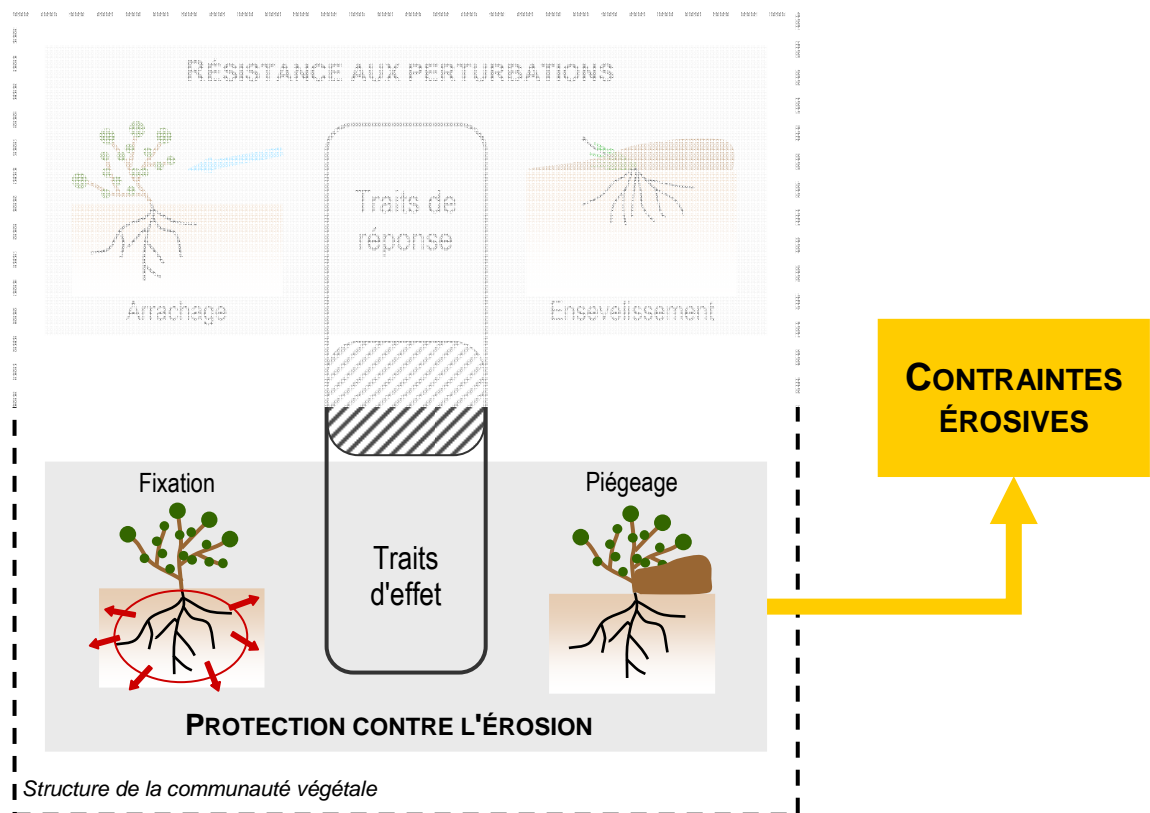 RÉSISTANCE AUX PERTURBATIONS
Traits de
réponse
Arrachage
Ensevelissement
CONTRAINTES
ÉROSIVES
Fixation
Piégeage
Traits
d'effet
PROTECTION CONTRE L'ÉROSION
Structure de la communauté végétale